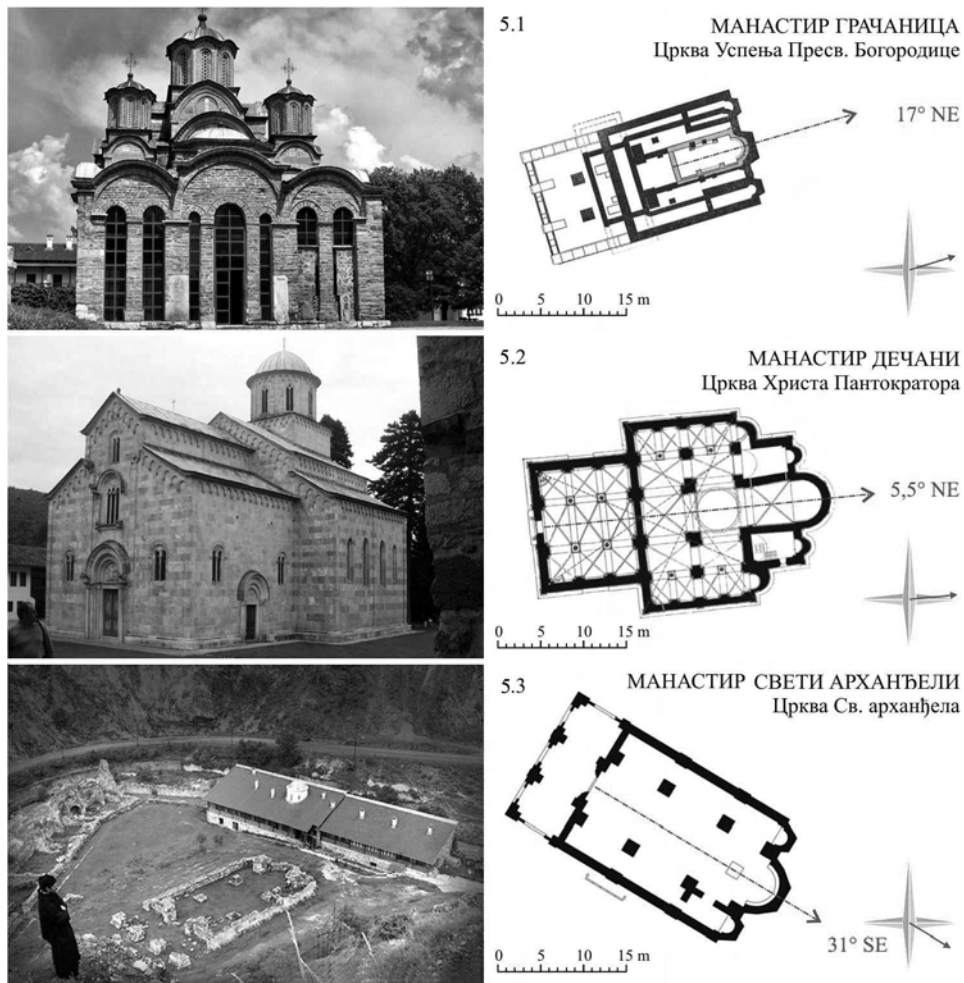 5.1
МАНАСТИР ГРАЧАНИЦА
Црква Успења Пресв. Богородице
17° NE
0 5 10 15 m
5.2
МАНАСТИР ДЕЧАНИ
Црква Христа Пантократора
5,5° NE
0 5 10 15 m
5.3
МАНАСТИР СВЕТИ АРХАНЂЕЛИ
Црква Св. арханђела
31° SE
0 5 10 15 m